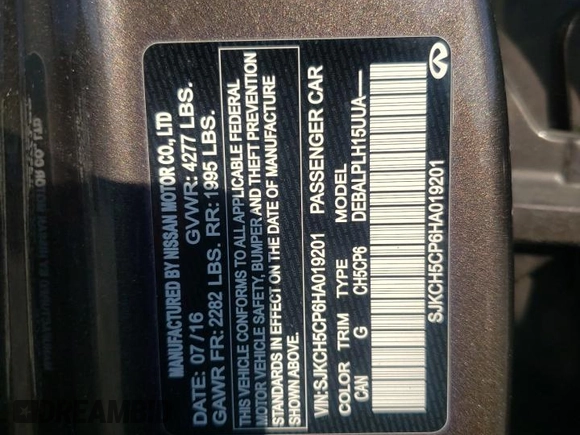 MANUFACTURED BY NISSAN MOTOR CO., LTD
DATE: 07/16 GVWR: 4277 LBS.
GAWR FR: 2282 LBS. RR: 1995 LBS.
THIS VEHICLE CONFORMS TO ALL APPLICABLE FEDERAL
MOTOR VEHICLE SAFETY, BUMPER AND THEFT PREVENTION
STANDARDS IN EFFECT ON THE DATE OF MANUFACTURE
SHOWN ABOVE.
VIN: SJKCH5CP6HA019201 PASSENGER CAR
COLOR TRIM TYPE MODEL
CAN G CH5CP6 DEBALPLH15UUA----
SJKCH5CP6HA019201
DREAMBID